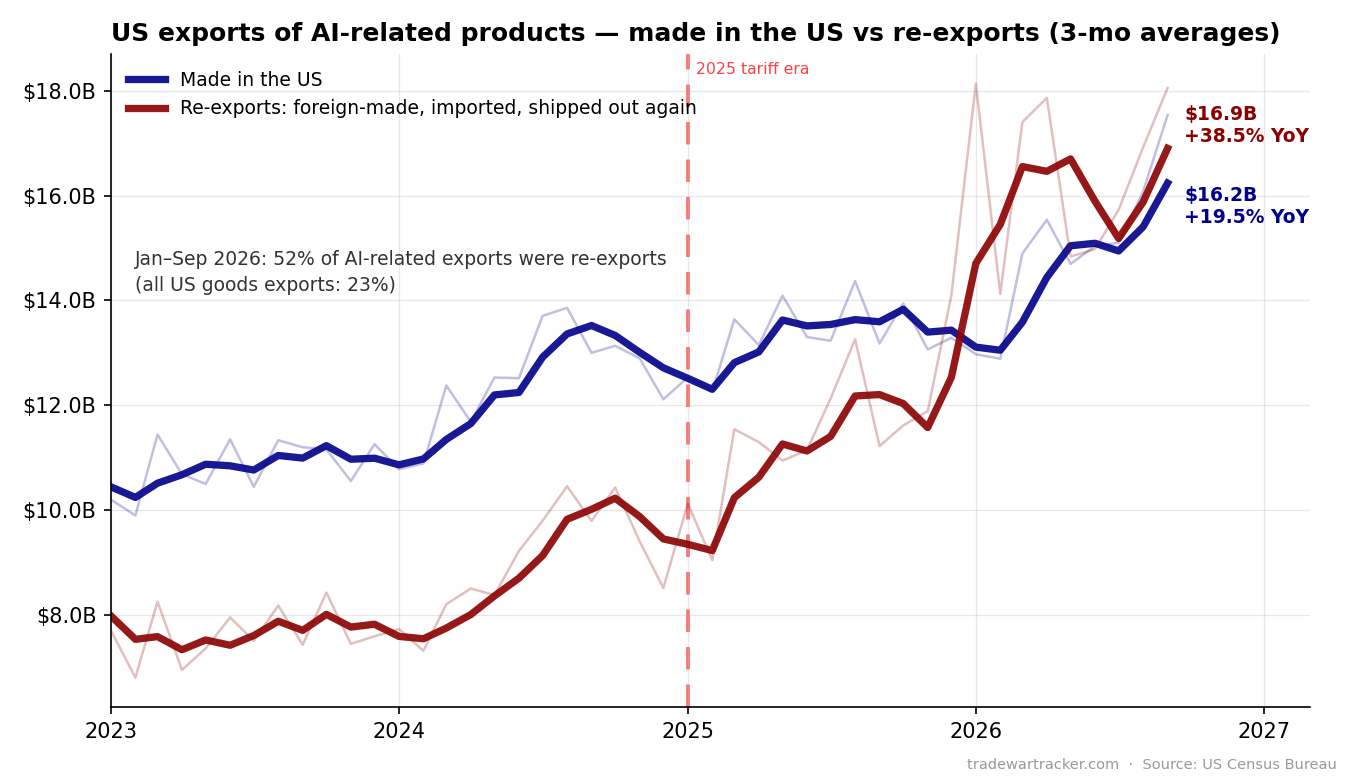 US exports of AI-related products — made in the US vs re-exports (3-mo averages)
Made in the US
Re-exports: foreign-made, imported, shipped out again
2025 tariff era
$18.0B
$16.0B
$14.0B
$12.0B
$10.0B
$8.0B
$16.9B
+38.5% YoY
$16.2B
+19.5% YoY
Jan–Sep 2026: 52% of AI-related exports were re-exports
(all US goods exports: 23%)
2023
2024
2025
2026
2027
tradewartracker.com · Source: US Census Bureau